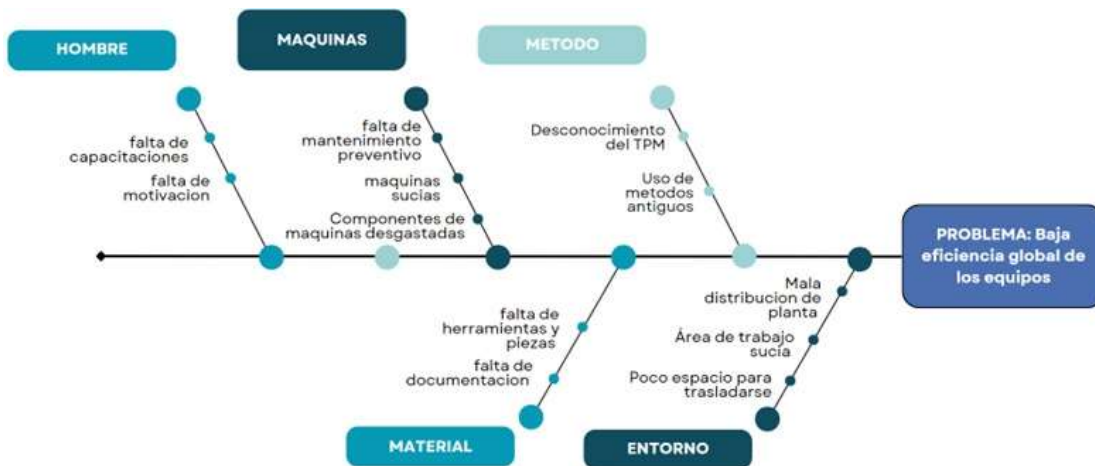 HOMBRE
MAQUINAS
METODO
falta de
capacitaciones
falta de
motivacion
falta de
mantenimiento
preventivo
maquinas
sucias
Componentes de
maquinas desgastadas
Desconocimiento
del TPM
Uso de
metodos
antiguos
PROBLEMA: Baja
eficiencia global de
los equipos
falta de
herramientas y
piezas
falta de
documentacion
Mala
distribucion de
planta
Área de trabajo
sucía
Poco espacio para
trasladarse
MATERIAL
ENTORNO